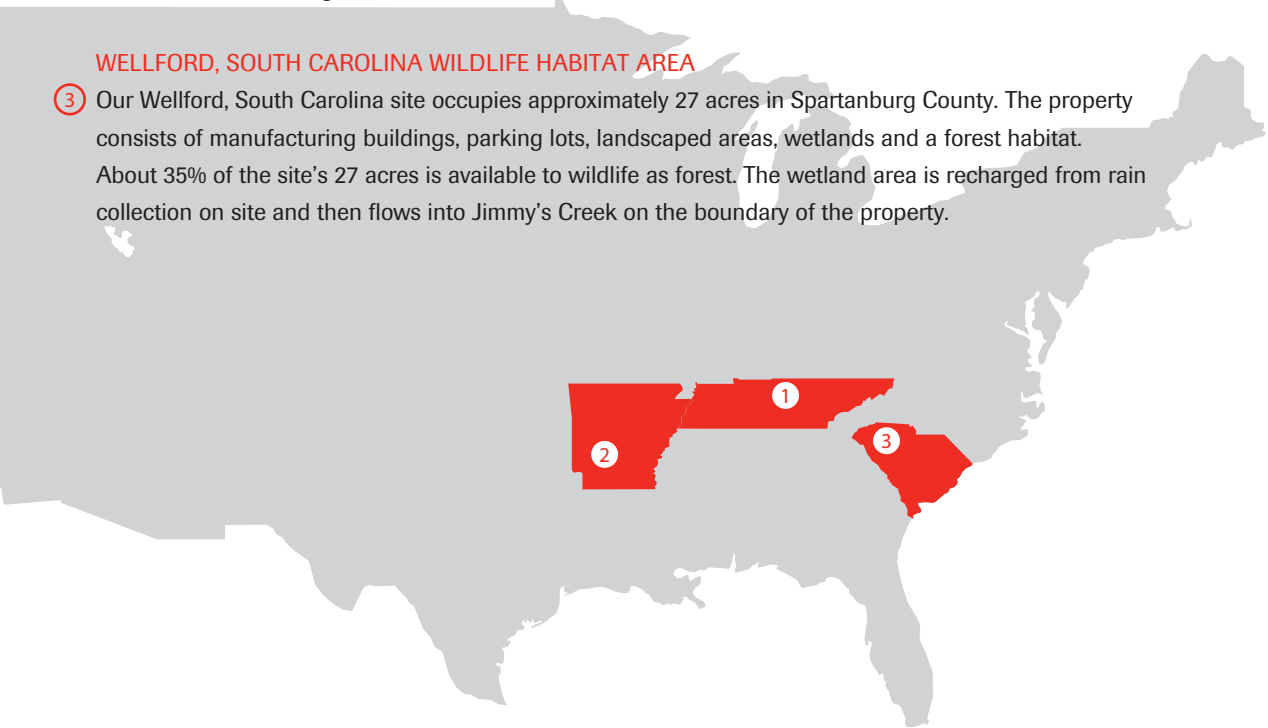 WELLFORD, SOUTH CAROLINA WILDLIFE HABITAT AREA
3 Our Wellford, South Carolina site occupies approximately 27 acres in Spartanburg County. The property
consists of manufacturing buildings, parking lots, landscaped areas, wetlands and a forest habitat.
About 35% of the site’s 27 acres is available to wildlife as forest. The wetland area is recharged from rain
collection on site and then flows into Jimmy’s Creek on the boundary of the property.
1
2
3